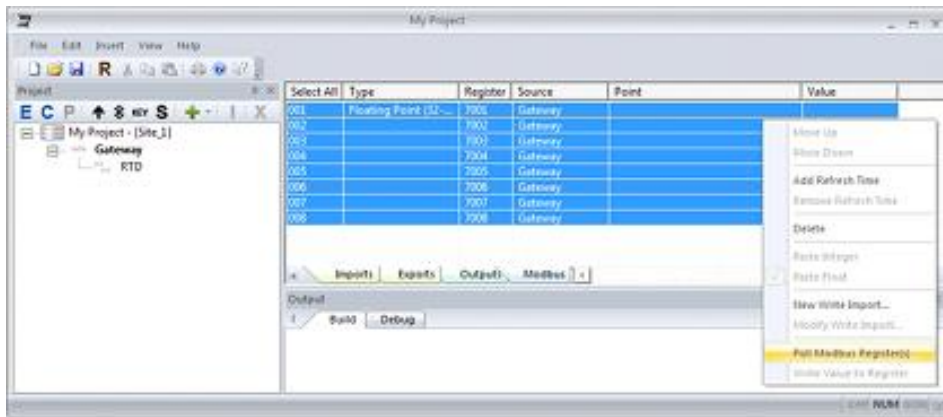 My Project
File Edit Insert View Help
R
Project
Select All Type Register Source Point Value
E C P KEY S X
001 Floating Point (32-... 7001 Gateway
002 7002 Gateway
003 7003 Gateway
004 7004 Gateway
005 7005 Gateway
006 7006 Gateway
007 7007 Gateway
008 7008 Gateway
My Project - [Site_1]
Gateway
RTD
Move Up
Move Down
Add Refresh Time
Remove Refresh Time
Delete
Paste Integer
Paste Float
New Write Import...
Modify Write Import...
Poll Modbus Register(s)
Write Value to Register
Imports Exports Outputs Modbus
Output
Build Debug
CAP NUM